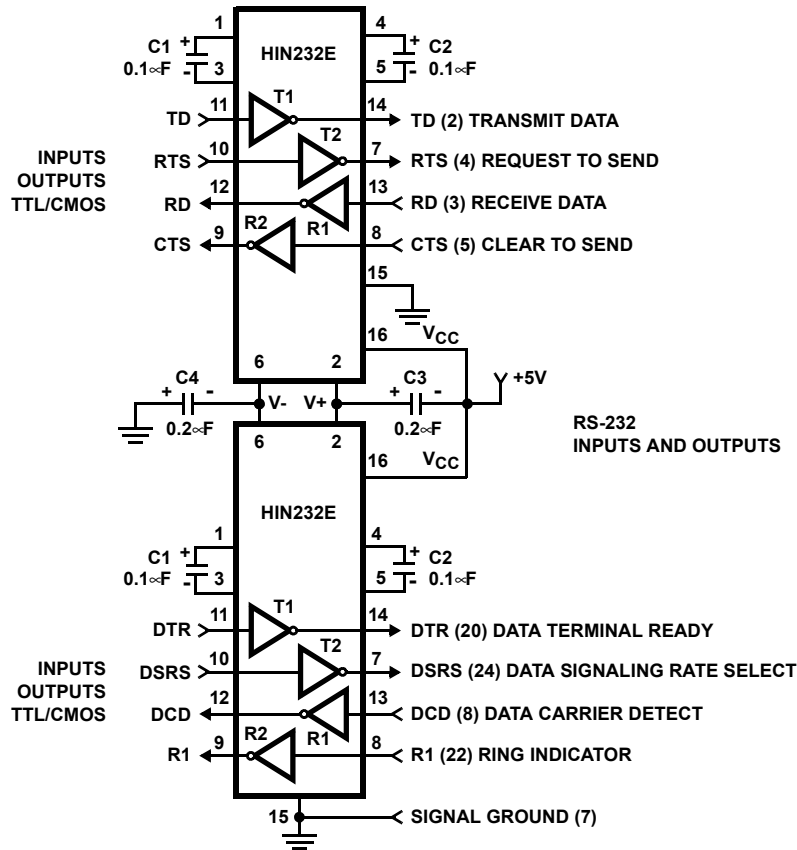 1
4
C1 +
HIN232E
+ C2
0.1∝F - 3
5 - 0.1∝F
TD 11 T1 14 TD (2) TRANSMIT DATA
RTS 10 T2 7 RTS (4) REQUEST TO SEND
INPUTS
OUTPUTS
TTL/CMOS
RD 12 R1 13 RD (3) RECEIVE DATA
CTS 9 R2 8 CTS (5) CLEAR TO SEND
15
16 VCC
6 2
C4
+ -
0.2∝F
V- V+
C3
+ -
0.2∝F
+5V
RS-232
INPUTS AND OUTPUTS
6 2
16 VCC
HIN232E
1
4
C1 +
+ C2
0.1∝F - 3
5 - 0.1∝F
DTR 11 T1 14 DTR (20) DATA TERMINAL READY
DSRS 10 T2 7 DSRS (24) DATA SIGNALING RATE SELECT
INPUTS
OUTPUTS
TTL/CMOS
DCD 12 R1 13 DCD (8) DATA CARRIER DETECT
R1 9 R2 8 R1 (22) RING INDICATOR
15 SIGNAL GROUND (7)